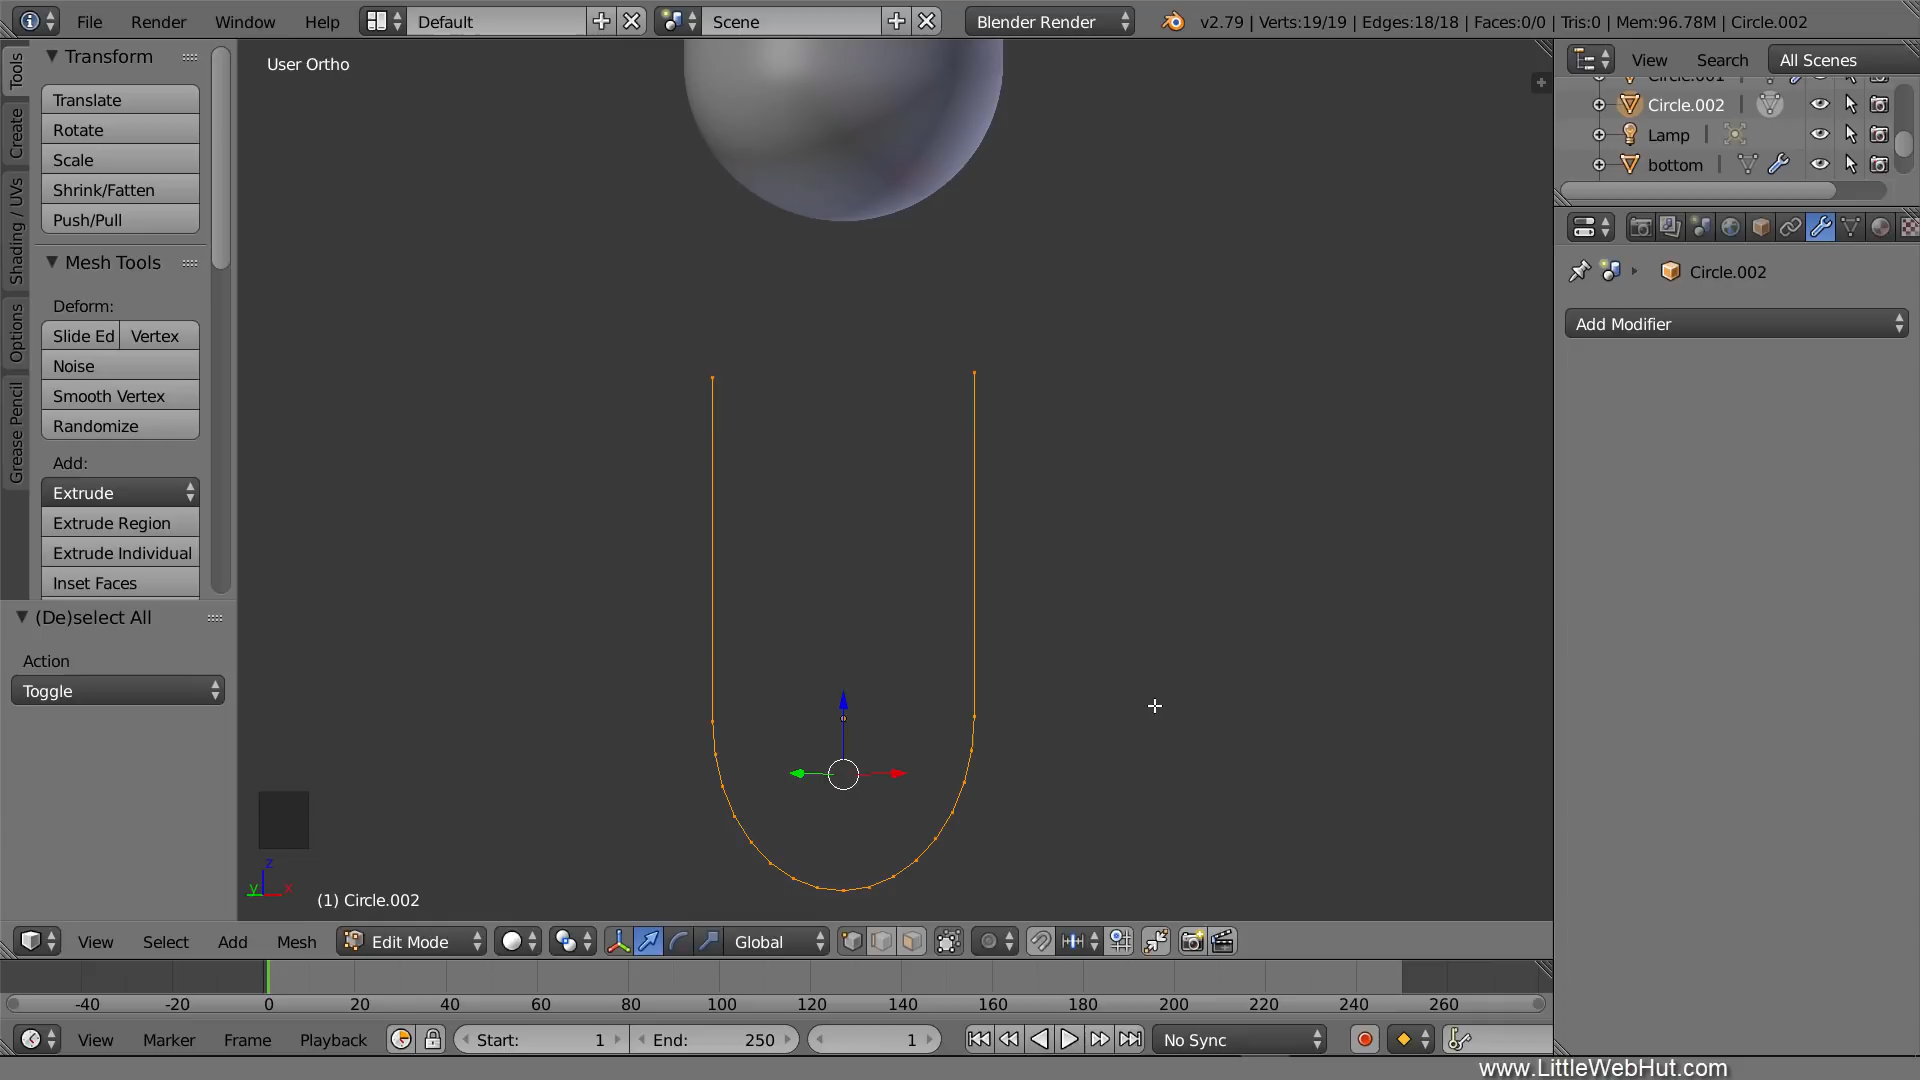 File Render Window Help Default Scene Blender Render v2.79 | Verts:19/19 | Edges:18/18 | Faces:0/0 | Tris:0 | Mem:96.78M | Circle.002
Tools
Create
Shading / UVs
Options
Grease Pencil
Transform
Translate
Rotate
Scale
Shrink/Fatten
Push/Pull
Mesh Tools
Deform:
Slide Ed Vertex
Noise
Smooth Vertex
Randomize
Add:
Extrude
Extrude Region
Extrude Individual
Inset Faces
(De)select All
Action
Toggle
User Ortho
z
y x
(1) Circle.002
View Search All Scenes
Circle.001
Circle.002
Lamp
bottom
Circle.002
Add Modifier
View Select Add Mesh Edit Mode Global
-40 -20 0 20 40 60 80 100 120 140 160 180 200 220 240 260
View Marker Frame Playback Start: 1 End: 250 1 No Sync
www.LittleWebHut.com